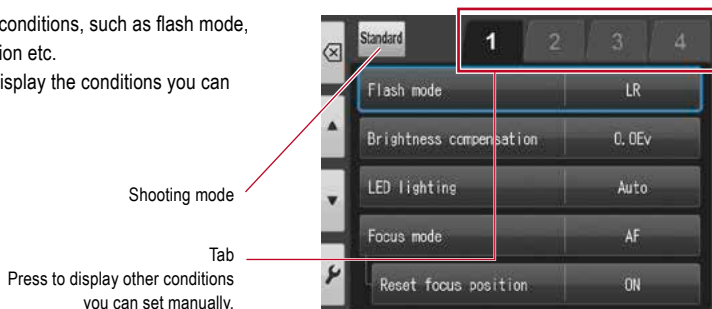 conditions, such as flash mode,
ion etc.
isplay the conditions you can
Shooting mode
Tab
Press to display other conditions
you can set manually.
Standard
1 2 3 4
Flash mode LR
Brightness compensation 0.0Ev
LED lighting Auto
Focus mode AF
Reset focus position ON